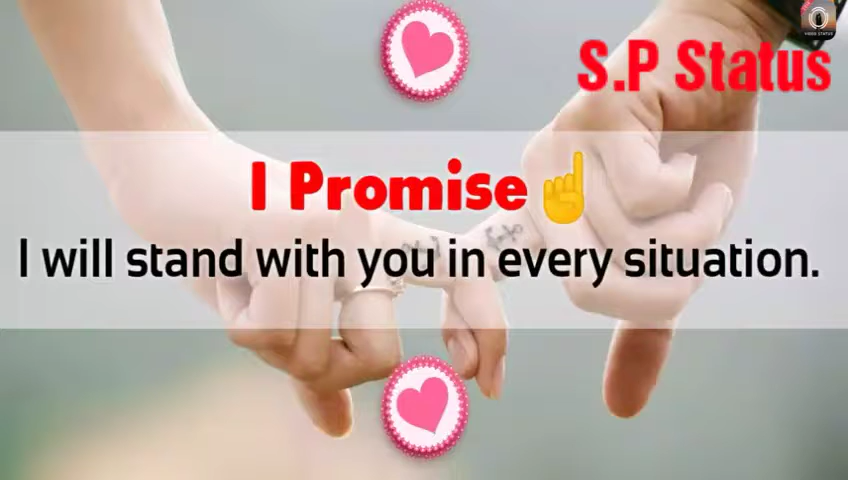 S.P Status
I Promise☝
I will stand with you in every situation.